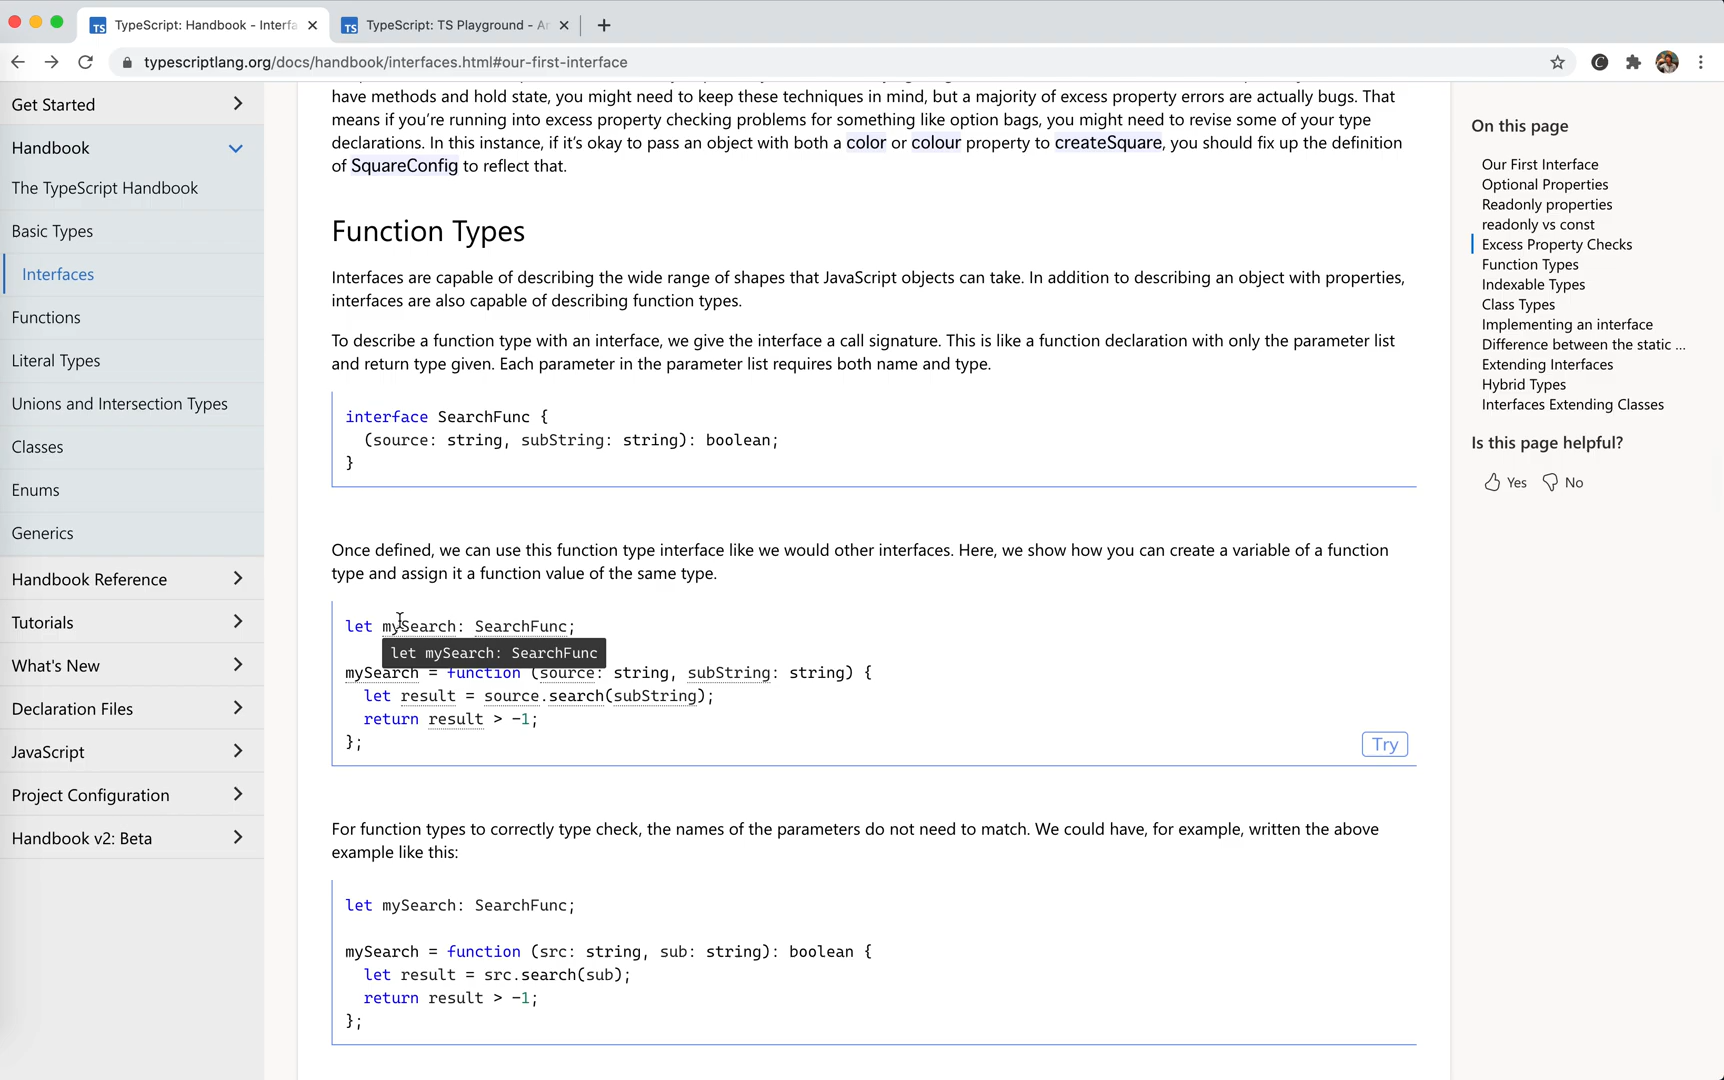 TypeScript: Handbook - Interfa
TypeScript: TS Playground - Ar
typescriptlang.org/docs/handbook/interfaces.html#our-first-interface
Get Started
Handbook
The TypeScript Handbook
Basic Types
Interfaces
Functions
Literal Types
Unions and Intersection Types
Classes
Enums
Generics
Handbook Reference
Tutorials
What's New
Declaration Files
JavaScript
Project Configuration
Handbook v2: Beta
have methods and hold state, you might need to keep these techniques in mind, but a majority of excess property errors are actually bugs. That
means if you’re running into excess property checking problems for something like option bags, you might need to revise some of your type
declarations. In this instance, if it’s okay to pass an object with both a color or colour property to createSquare, you should fix up the definition
of SquareConfig to reflect that.
Function Types
Interfaces are capable of describing the wide range of shapes that JavaScript objects can take. In addition to describing an object with properties,
interfaces are also capable of describing function types.
To describe a function type with an interface, we give the interface a call signature. This is like a function declaration with only the parameter list
and return type given. Each parameter in the parameter list requires both name and type.
interface SearchFunc {
(source: string, subString: string): boolean;
}
Once defined, we can use this function type interface like we would other interfaces. Here, we show how you can create a variable of a function
type and assign it a function value of the same type.
let mySearch: SearchFunc;
let mySearch: SearchFunc
mySearch = function (source: string, subString: string) {
let result = source.search(subString);
return result > -1;
};
Try
For function types to correctly type check, the names of the parameters do not need to match. We could have, for example, written the above
example like this:
let mySearch: SearchFunc;
mySearch = function (src: string, sub: string): boolean {
let result = src.search(sub);
return result > -1;
};
On this page
Our First Interface
Optional Properties
Readonly properties
readonly vs const
Excess Property Checks
Function Types
Indexable Types
Class Types
Implementing an interface
Difference between the static ...
Extending Interfaces
Hybrid Types
Interfaces Extending Classes
Is this page helpful?
Yes
No